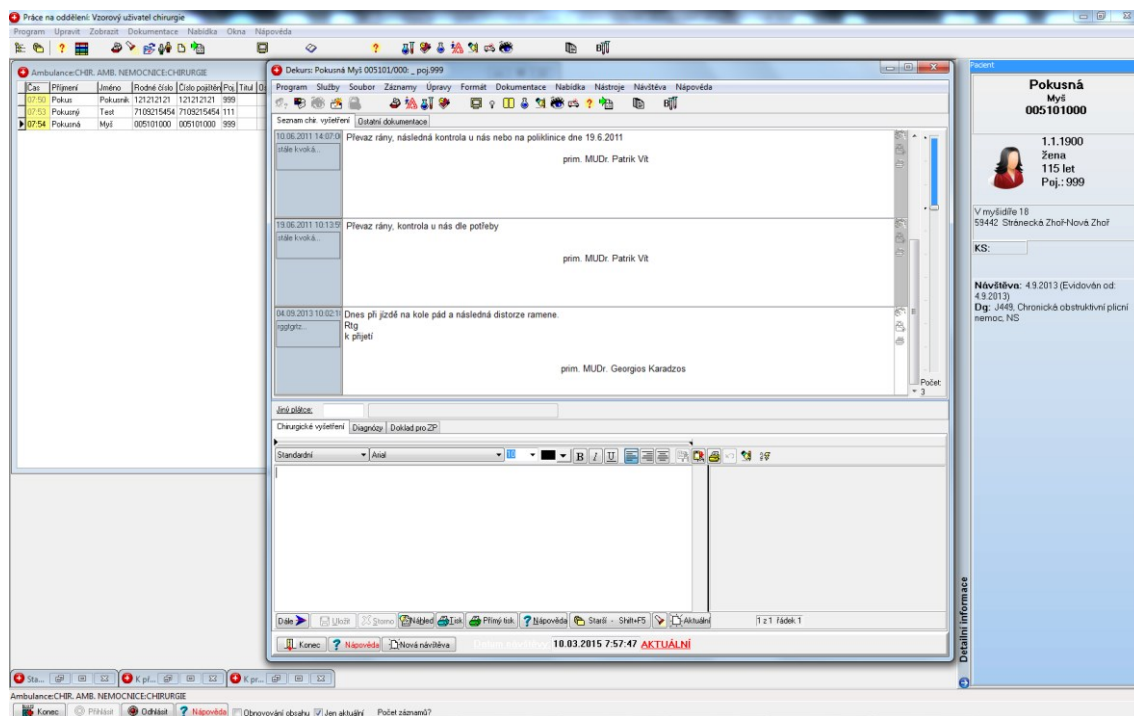 Práce na oddělení: Vzorový uživatel chirurgie
Program Upravit Zobrazit Dokumentace Nabídka Okna Nápověda
Ambulance:CHIR. AMB. NEMOCNICE:CHIRURGIE
Čas Příjmení Jméno Rodné číslo Číslo pojištěn Poj. Titul
07:50 Pokus Pokusník 121212121 121212121 999
07:53 Pokusný Test 7109215454 7109215454 111
07:54 Pokusná Myš 005101000 005101000 999
Dekurs: Pokusná Myš 005101/000: _ poj.999
Program Služby Soubor Záznamy Úpravy Formát Dokumentace Nabídka Nástroje Návštěva Nápověda
Seznam chir. vyšetření Ostatní dokumentace
10.06.2011 14:07:0 Převaz rány, následná kontrola u nás nebo na poliklinice dne 19.6.2011
stále kvoká...
prim. MUDr. Patrik Vít
19.06.2011 10:13:5 Převaz rány, kontrola u nás dle potřeby
stále kvoká...
prim. MUDr. Patrik Vít
04.09.2013 10:02:1 Dnes při jízdě na kole pád a následná distorze ramene.
Rtg
k přijetí
prim. MUDr. Georgios Karadzos
Počet:
3
Jiný plátce:
Chirurgické vyšetření Diagnózy Doklad pro ZP
Standardní Arial 10 B I U
Dále Uložit Storno Náhled Tisk Přímý tisk Nápověda Starší - Shift+F5 Aktuální 1 z 1 řádek 1
Konec Nápověda Nová návštěva Datum návštěvy: 10.03.2015 7:57:47 AKTUÁLNÍ
Pacient
Pokusná
Myš
005101000
1.1.1900
žena
115 let
Poj.: 999
V myšidíře 18
59442 Stránecká Zhoř-Nová Zhoř
KS:
Návštěva: 4.9.2013 (Evidován od:
4.9.2013)
Dg: J449, Chronická obstruktivní plicní
nemoc, NS
Detailní informace
Sta... K př... K pr...
Ambulance:CHIR. AMB. NEMOCNICE:CHIRURGIE
Konec Přihlásit Odhlásit Nápověda Obnovování obsahu Jen aktuální Počet záznamů?